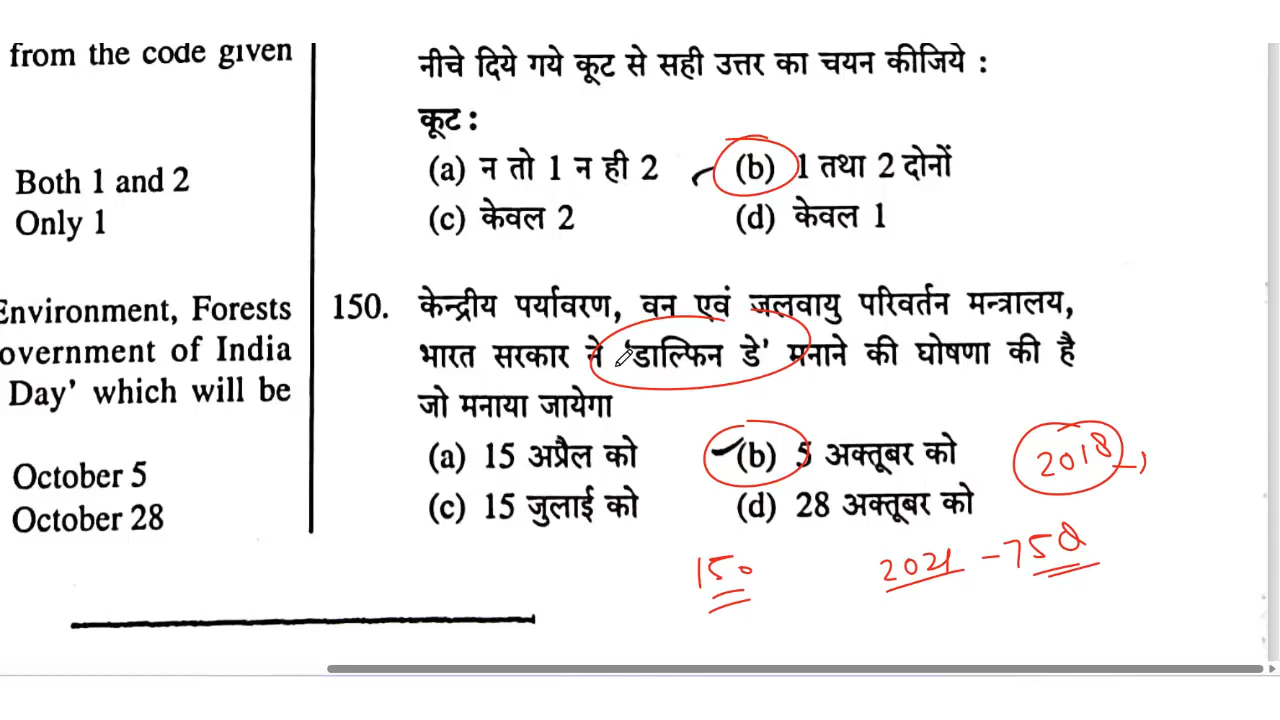 from the code given
Both 1 and 2
Only 1
Environment, Forests
overnment of India
Day' which will be
October 5
October 28
नीचे दिये गये कूट से सही उत्तर का चयन कीजिये :
कूट :
(a) न तो 1 न ही 2 (b) 1 तथा 2 दोनों
(c) केवल 2 (d) केवल 1
150. केन्द्रीय पर्यावरण, वन एवं जलवायु परिवर्तन मन्त्रालय,
भारत सरकार ने 'डाल्फिन डे' मनाने की घोषणा की है
जो मनाया जायेगा
(a) 15 अप्रैल को (b) 5 अक्तूबर को 2018
(c) 15 जुलाई को (d) 28 अक्तूबर को
150